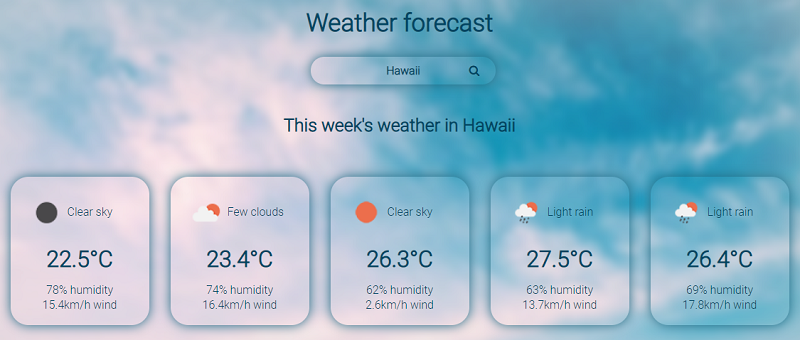 Weather forecast
Hawaii
This week's weather in Hawaii
Clear sky
22.5°C
78% humidity
15.4km/h wind
Few clouds
23.4°C
74% humidity
16.4km/h wind
Clear sky
26.3°C
62% humidity
2.6km/h wind
Light rain
27.5°C
63% humidity
13.7km/h wind
Light rain
26.4°C
69% humidity
17.8km/h wind